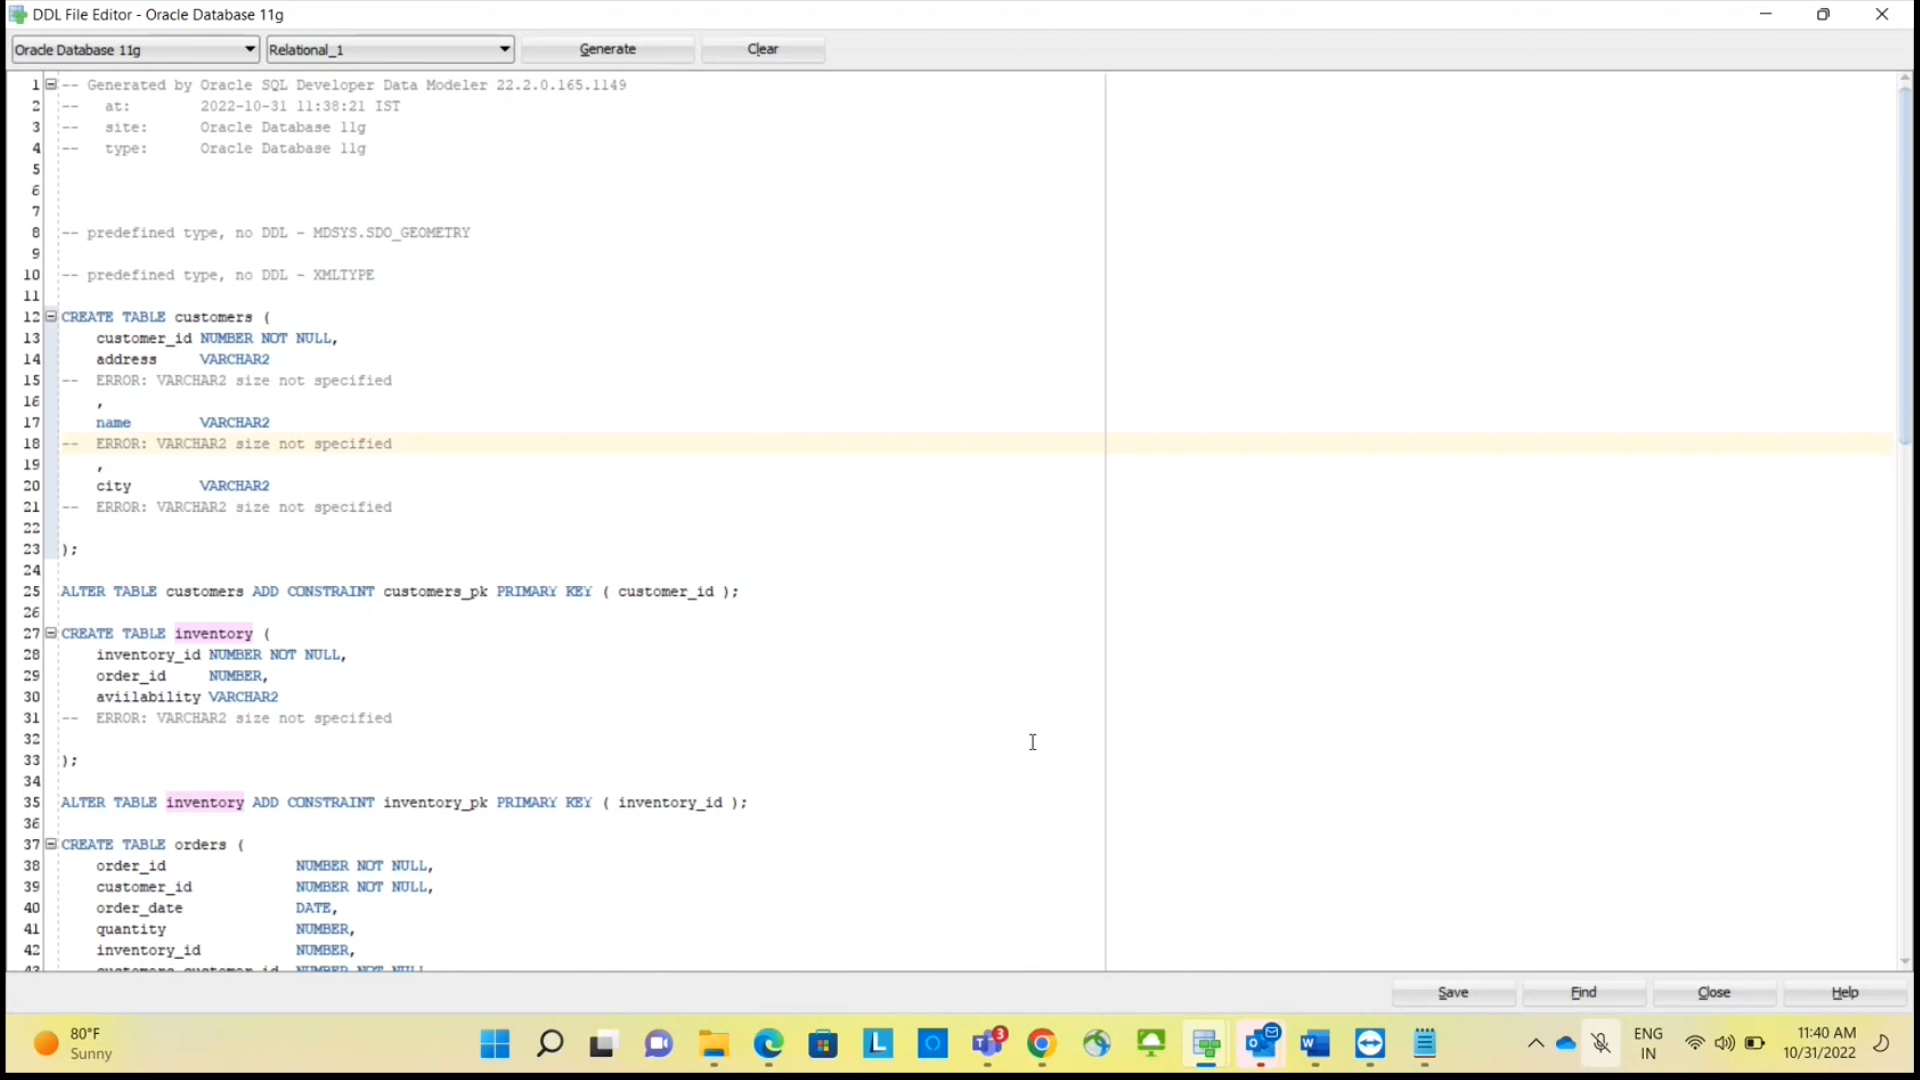 DDL File Editor - Oracle Database 11g
Oracle Database 11g Relational_1 Generate Clear
1 -- Generated by Oracle SQL Developer Data Modeler 22.2.0.165.1149
2 -- at: 2022-10-31 11:38:21 IST
3 -- site: Oracle Database 11g
4 -- type: Oracle Database 11g
5
6
7
8 -- predefined type, no DDL - MDSYS.SDO_GEOMETRY
9
10 -- predefined type, no DDL - XMLTYPE
11
12 CREATE TABLE customers (
13 customer_id NUMBER NOT NULL,
14 address VARCHAR2
15 -- ERROR: VARCHAR2 size not specified
16 ,
17 name VARCHAR2
18 -- ERROR: VARCHAR2 size not specified
19 ,
20 city VARCHAR2
21 -- ERROR: VARCHAR2 size not specified
22
23 );
24
25 ALTER TABLE customers ADD CONSTRAINT customers_pk PRIMARY KEY ( customer_id );
26
27 CREATE TABLE inventory (
28 inventory_id NUMBER NOT NULL,
29 order_id NUMBER,
30 aviilability VARCHAR2
31 -- ERROR: VARCHAR2 size not specified
32
33 );
34
35 ALTER TABLE inventory ADD CONSTRAINT inventory_pk PRIMARY KEY ( inventory_id );
36
37 CREATE TABLE orders (
38 order_id NUMBER NOT NULL,
39 customer_id NUMBER NOT NULL,
40 order_date DATE,
41 quantity NUMBER,
42 inventory_id NUMBER,
43 customers_customer_id NUMBER NOT NULL
Save Find Close Help
80°F
Sunny
3
ENG
IN
11:40 AM
10/31/2022